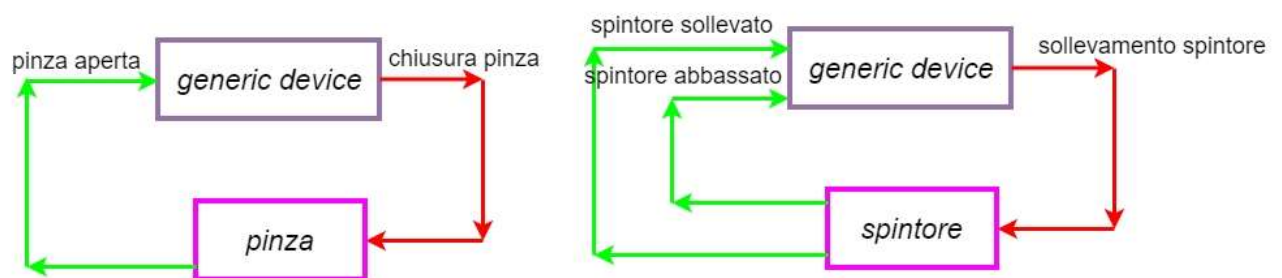 pinza aperta
generic device
chiusura pinza
pinza
spintore sollevato
spintore abbassato
generic device
sollevamento spintore
spintore